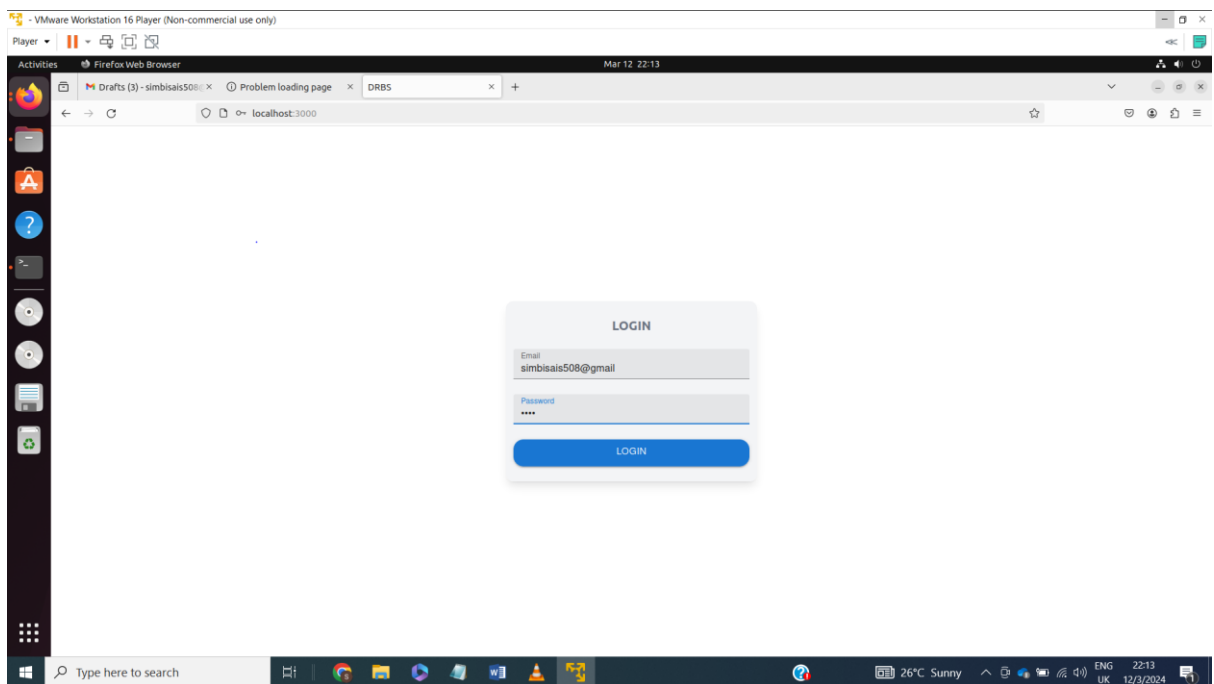 - VMware Workstation 16 Player (Non-commercial use only)
Player
Activities Firefox Web Browser Mar 12 22:13
Drafts (3) - simbisais508@ Problem loading page DRBS
localhost:3000
LOGIN
Email
simbisais508@gmail
Password
••••
LOGIN
Type here to search 26°C Sunny ENG 22:13
UK 12/3/2024